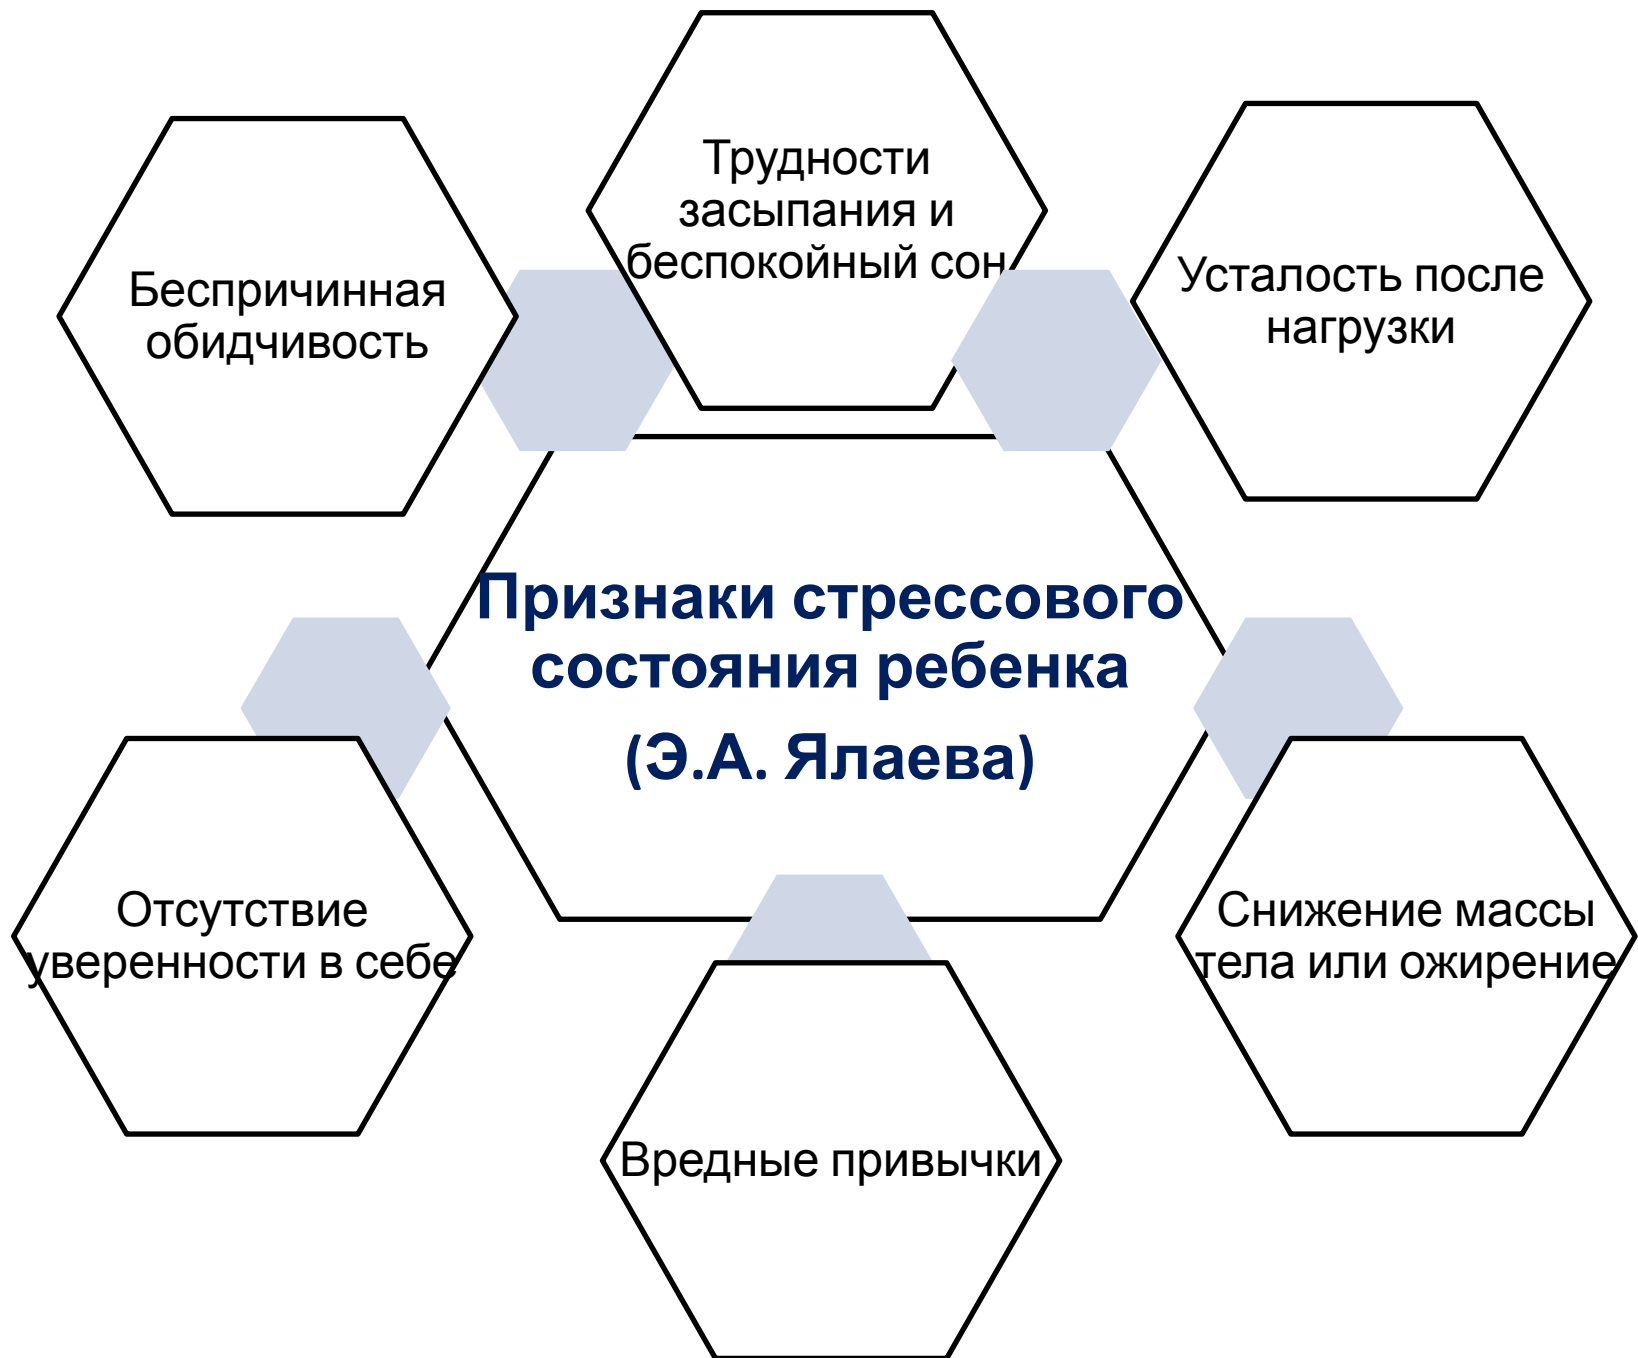 Трудности
засыпания и
беспокойный сон
Беспричинная
обидчивость
Усталость после
нагрузки
Признаки стрессового
состояния ребенка
(Э.А. Ялаева)
Отсутствие
уверенности в себе
Снижение массы
тела или ожирение
Вредные привычки